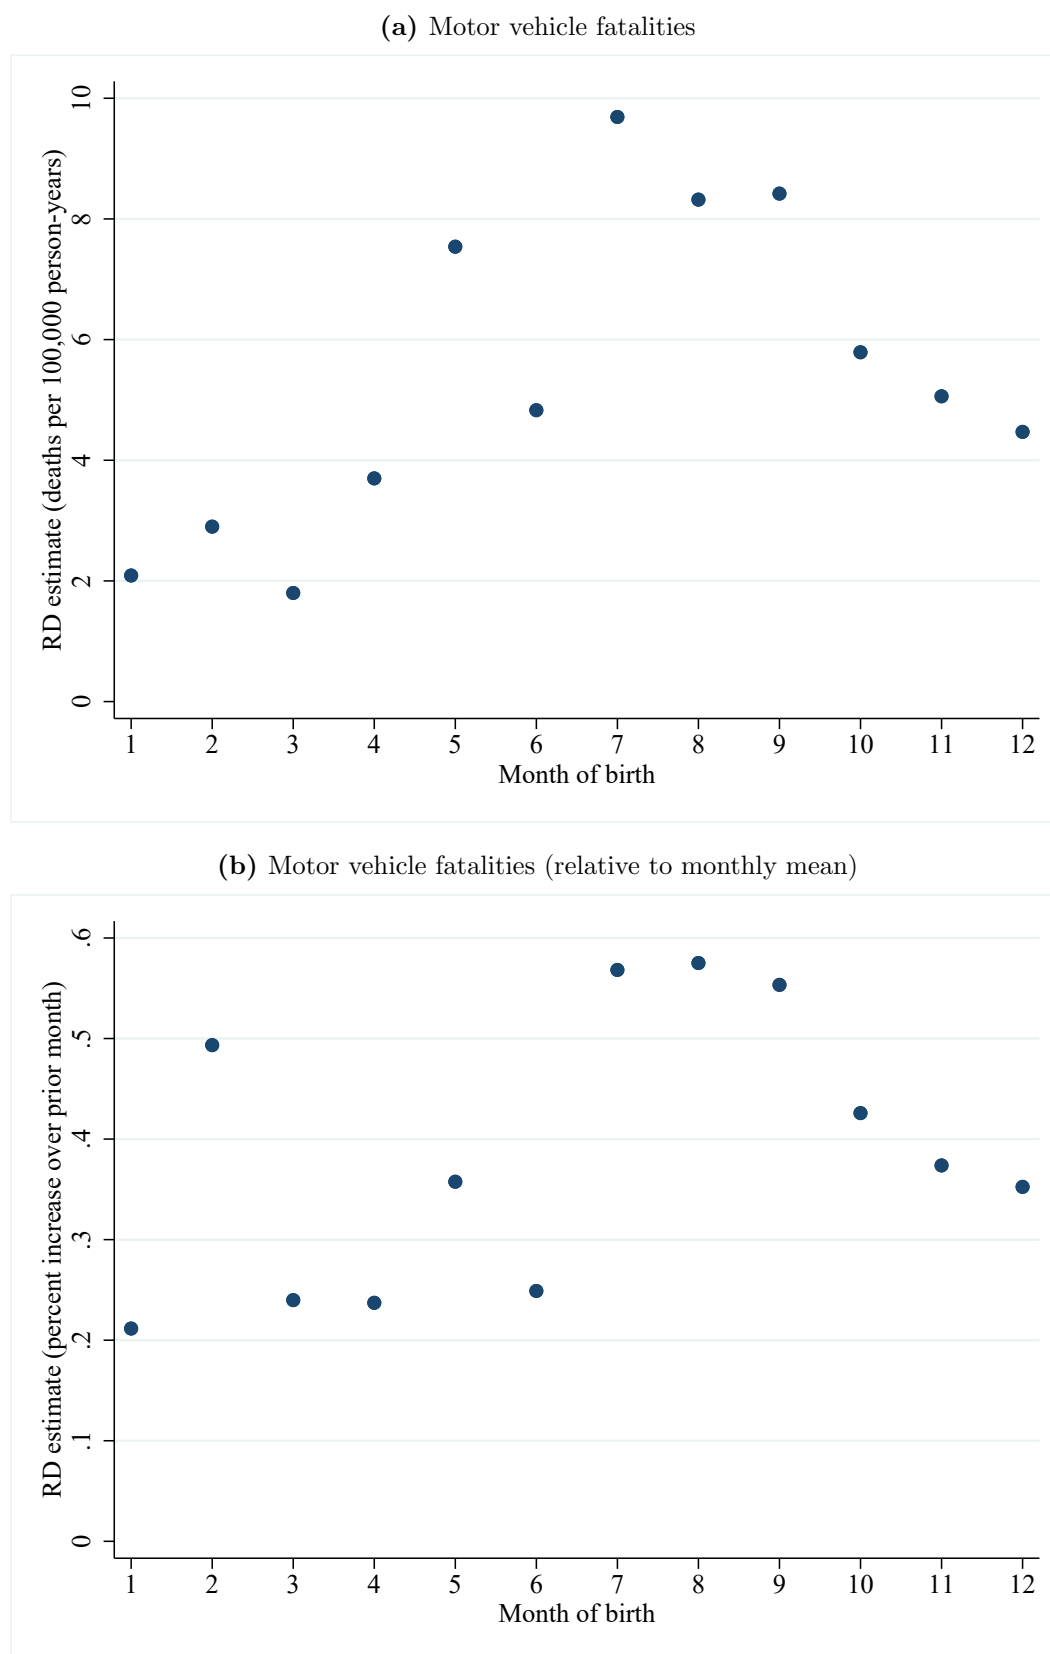 (a) Motor vehicle fatalities
RD estimate (deaths per 100,000 person-years)
10
8
6
4
2
0
1 2 3 4 5 6 7 8 9 10 11 12
Month of birth
(b) Motor vehicle fatalities (relative to monthly mean)
RD estimate (percent increase over prior month)
.6
.5
.4
.3
.2
.1
0
1 2 3 4 5 6 7 8 9 10 11 12
Month of birth